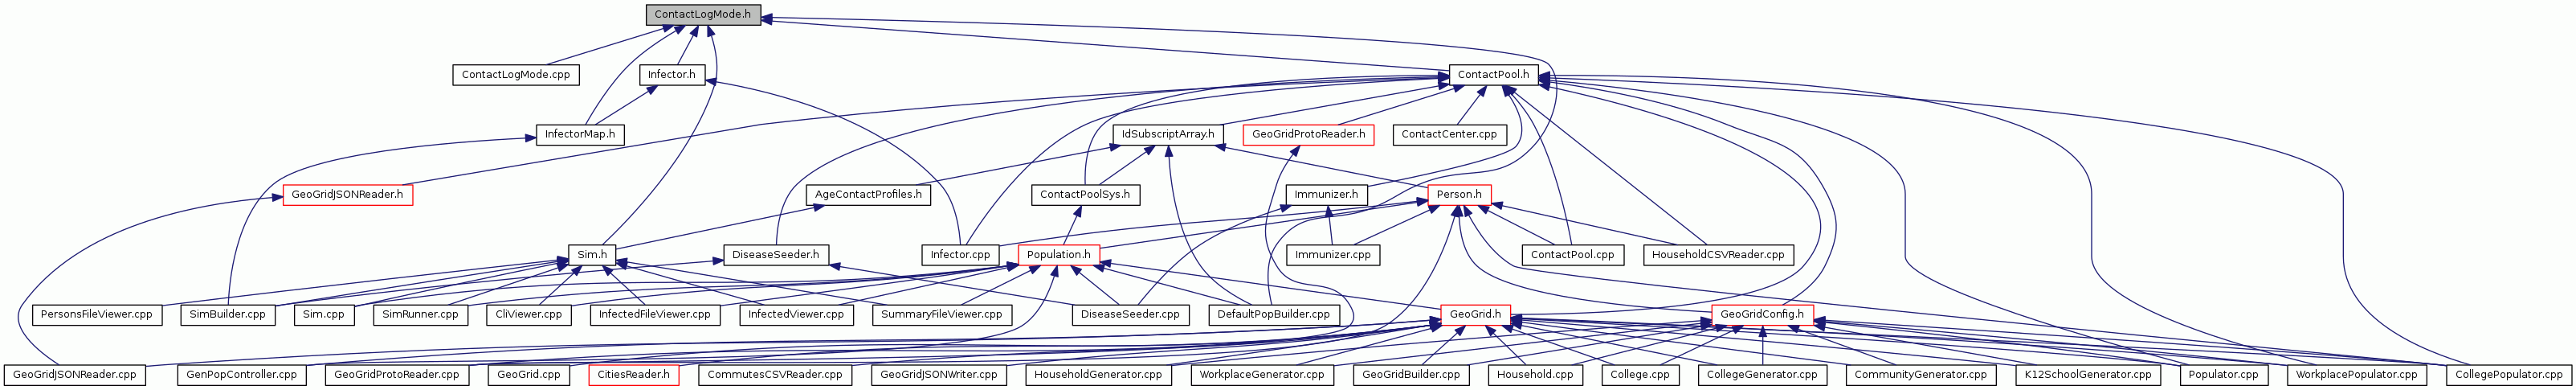 ContactLogMode.h
ContactLogMode.cpp
Infector.h
ContactPool.h
InfectorMap.h
IdSubscriptArray.h
GeoGridProtoReader.h
ContactCenter.cpp
GeoGridJSONReader.h
AgeContactProfiles.h
ContactPoolSys.h
Immunizer.h
Person.h
Sim.h
DiseaseSeeder.h
Infector.cpp
Population.h
Immunizer.cpp
ContactPool.cpp
HouseholdCSVReader.cpp
PersonsFileViewer.cpp
SimBuilder.cpp
Sim.cpp
SimRunner.cpp
CliViewer.cpp
InfectedFileViewer.cpp
InfectedViewer.cpp
SummaryFileViewer.cpp
DiseaseSeeder.cpp
DefaultPopBuilder.cpp
GeoGrid.h
GeoGridConfig.h
GeoGridJSONReader.cpp
GenPopController.cpp
GeoGridProtoReader.cpp
GeoGrid.cpp
CitiesReader.h
CommutesCSVReader.cpp
GeoGridJSONWriter.cpp
HouseholdGenerator.cpp
WorkplaceGenerator.cpp
GeoGridBuilder.cpp
Household.cpp
College.cpp
CollegeGenerator.cpp
CommunityGenerator.cpp
K12SchoolGenerator.cpp
Populator.cpp
WorkplacePopulator.cpp
CollegePopulator.cpp